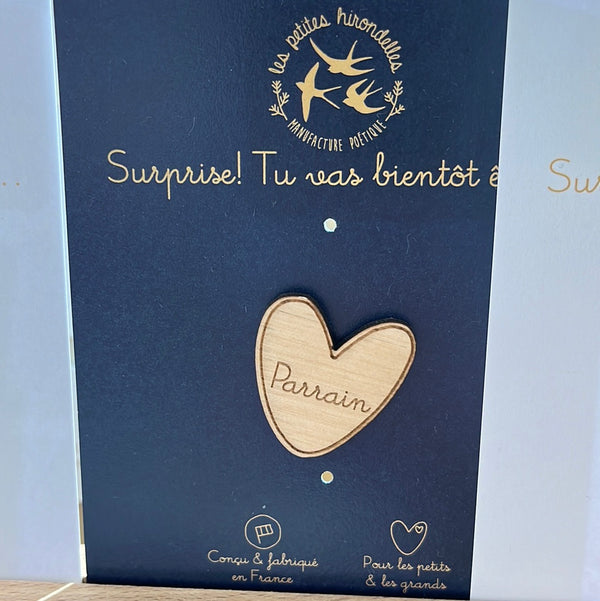 les petites hirondelles
MANUFACTURE POÉTIQUE
Surprise! Tu vas bientôt ê
Sur
Parrain
Conçu & fabriqué
en France
Pour les petits
& les grands